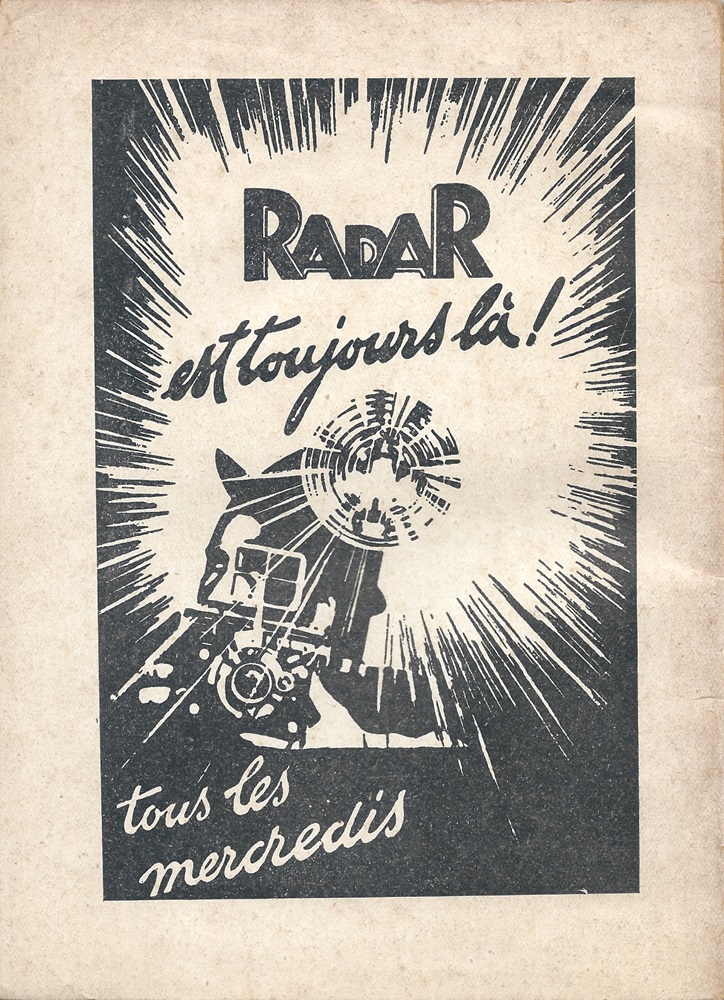 RADAR
est toujours là!
tous les
mercredis